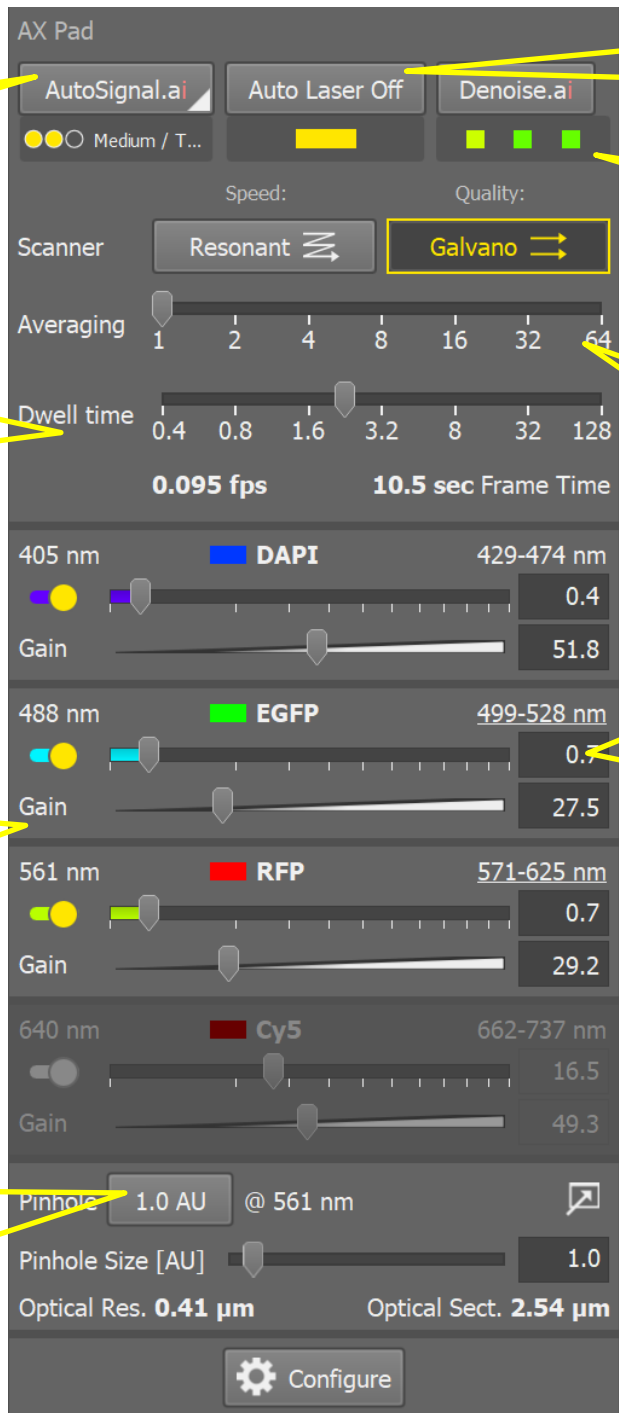 AX Pad
AutoSignal.ai Auto Laser Off Denoise.ai
Medium / T...
Speed: Quality:
Scanner Resonant Galvano
Averaging
1 2 4 8 16 32 64
Dwell time
0.4 0.8 1.6 3.2 8 32 128
0.095 fps 10.5 sec Frame Time
405 nm DAPI 429-474 nm
0.4
Gain 51.8
488 nm EGFP 499-528 nm
0.7
Gain 27.5
561 nm RFP 571-625 nm
0.7
Gain 29.2
640 nm Cy5 662-737 nm
16.5
Gain 49.3
Pinhole 1.0 AU @ 561 nm
Pinhole Size [AU] 1.0
Optical Res. 0.41 µm Optical Sect. 2.54 µm
Configure